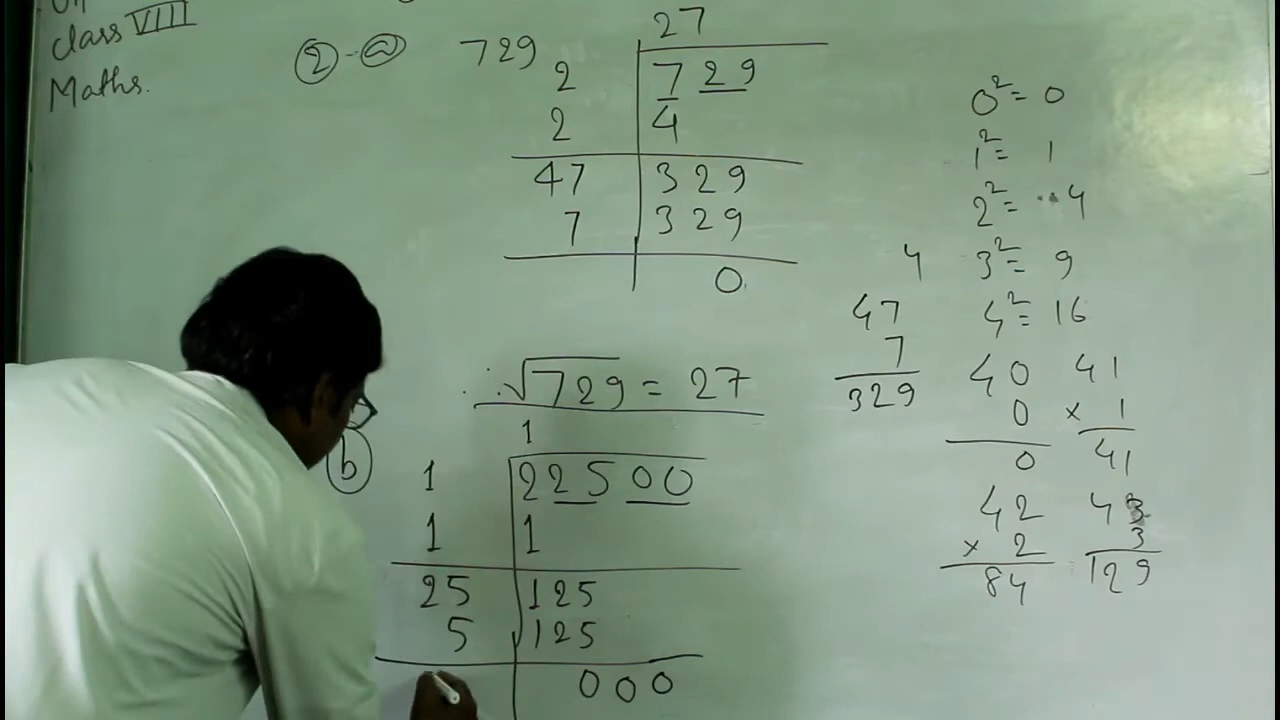 Class VIII
Maths.
2 - a 729
27
2 729
2 4
47 329
7 329
0
∴ √729 = 27
b
1
1 22500
1 1
25 125
5 125
000
0² = 0
1² = 1
2² = 4
4 3² = 9
47 4² = 16
7
329
40 41
0 × 1
0 41
42 43
× 2 3
84 129